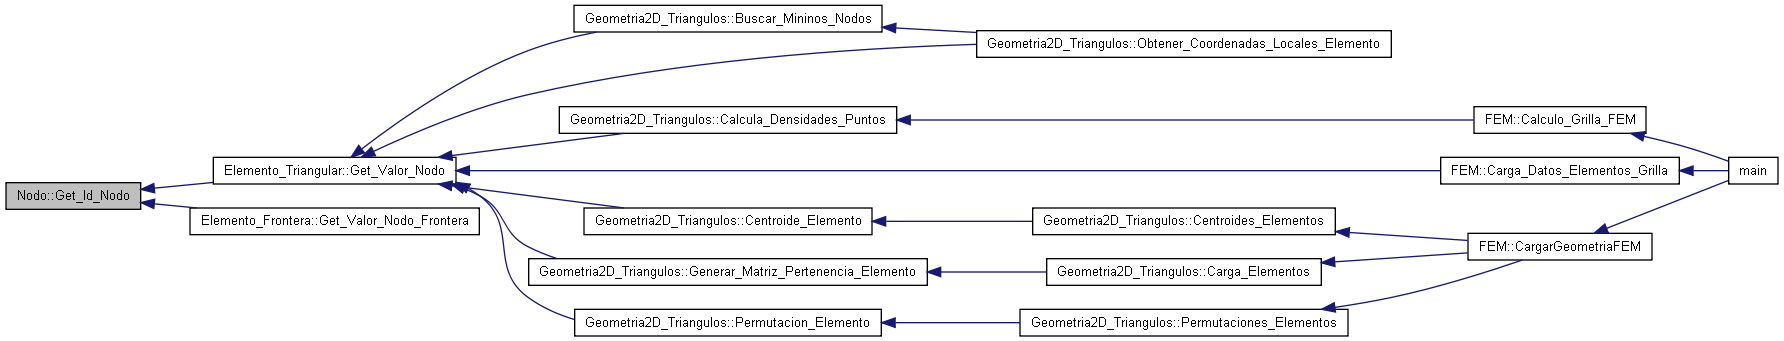 Geometria2D_Triangulos::Buscar_Mininos_Nodos
Geometria2D_Triangulos::Obtener_Coordenadas_Locales_Elemento
Geometria2D_Triangulos::Calcula_Densidades_Puntos
FEM::Calculo_Grilla_FEM
Elemento_Triangular::Get_Valor_Nodo
FEM::Carga_Datos_Elementos_Grilla
main
Nodo::Get_Id_Nodo
Elemento_Frontera::Get_Valor_Nodo_Frontera
Geometria2D_Triangulos::Centroide_Elemento
Geometria2D_Triangulos::Centroides_Elementos
FEM::CargarGeometriaFEM
Geometria2D_Triangulos::Generar_Matriz_Pertenencia_Elemento
Geometria2D_Triangulos::Carga_Elementos
Geometria2D_Triangulos::Permutacion_Elemento
Geometria2D_Triangulos::Permutaciones_Elementos